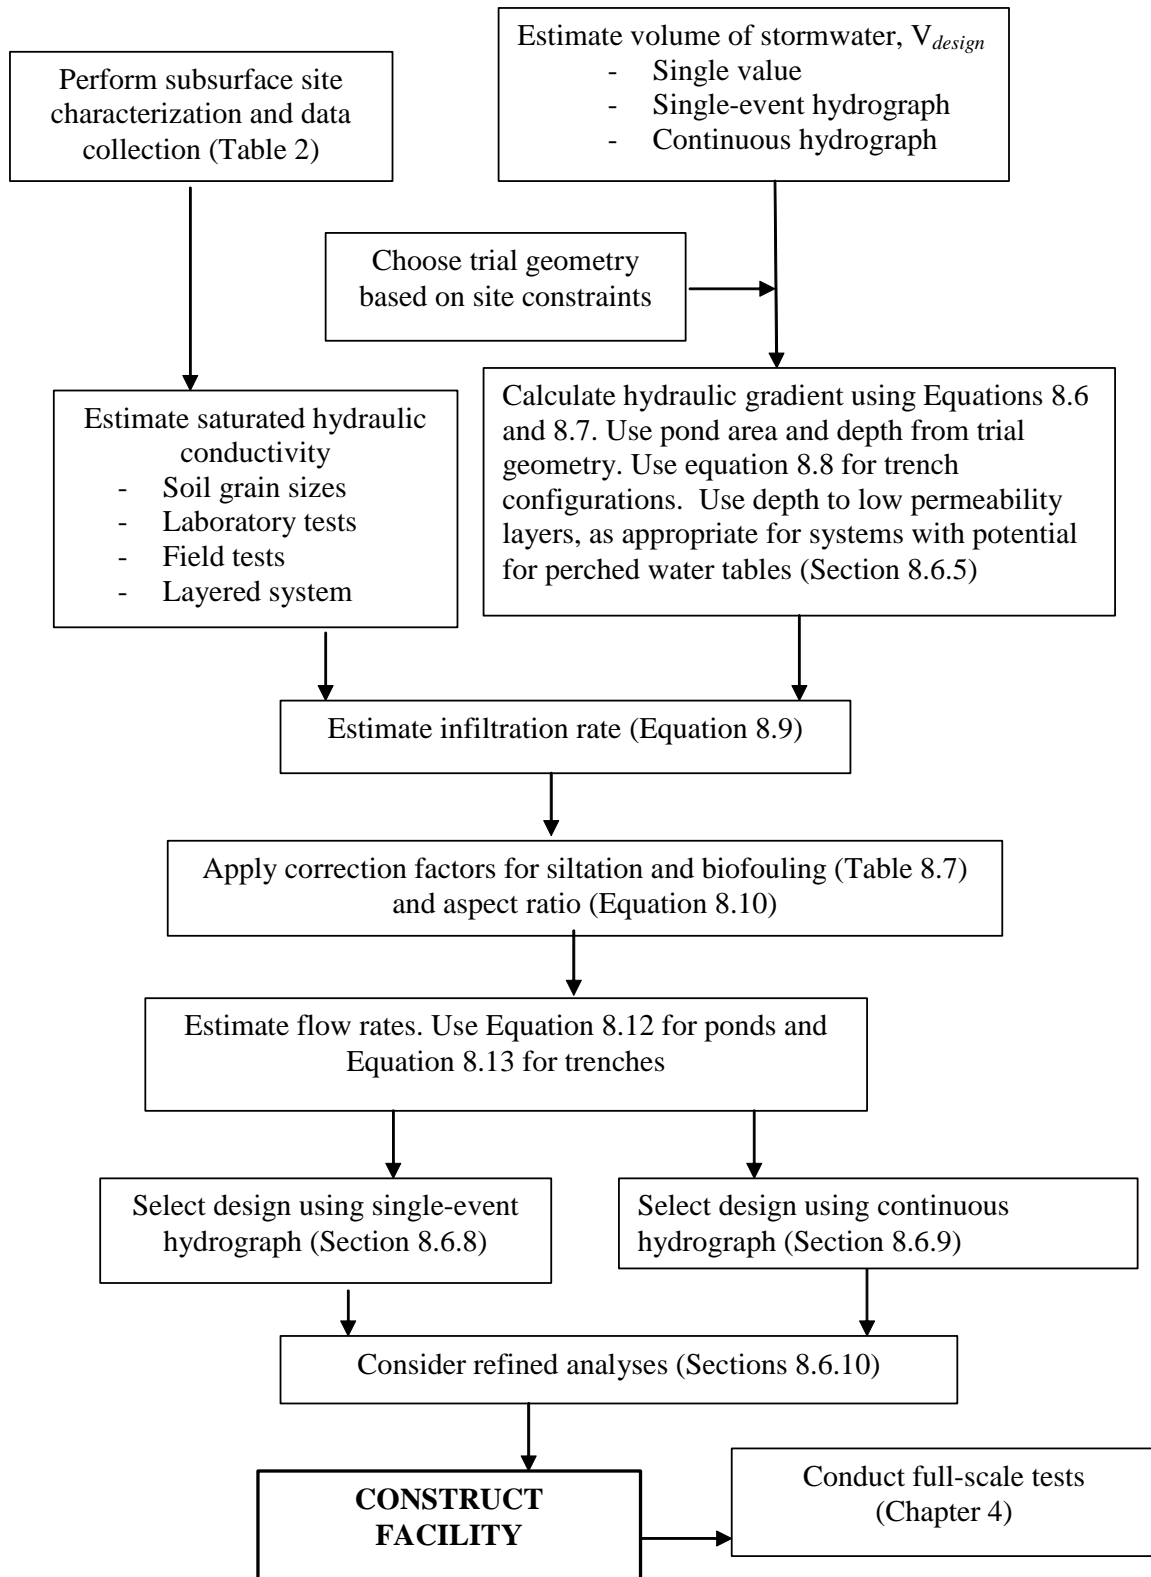 Estimate volume of stormwater, Vdesign
- Single value
- Single-event hydrograph
- Continuous hydrograph
Perform subsurface site
characterization and data
collection (Table 2)
Choose trial geometry
based on site constraints
Estimate saturated hydraulic
conductivity
- Soil grain sizes
- Laboratory tests
- Field tests
- Layered system
Calculate hydraulic gradient using Equations 8.6
and 8.7. Use pond area and depth from trial
geometry. Use equation 8.8 for trench
configurations.  Use depth to low permeability
layers, as appropriate for systems with potential
for perched water tables (Section 8.6.5)
Estimate infiltration rate (Equation 8.9)
Apply correction factors for siltation and biofouling (Table 8.7)
and aspect ratio (Equation 8.10)
Estimate flow rates. Use Equation 8.12 for ponds and
Equation 8.13 for trenches
Select design using single-event
hydrograph (Section 8.6.8)
Select design using continuous
hydrograph (Section 8.6.9)
Consider refined analyses (Sections 8.6.10)
CONSTRUCT
FACILITY
Conduct full-scale tests
(Chapter 4)